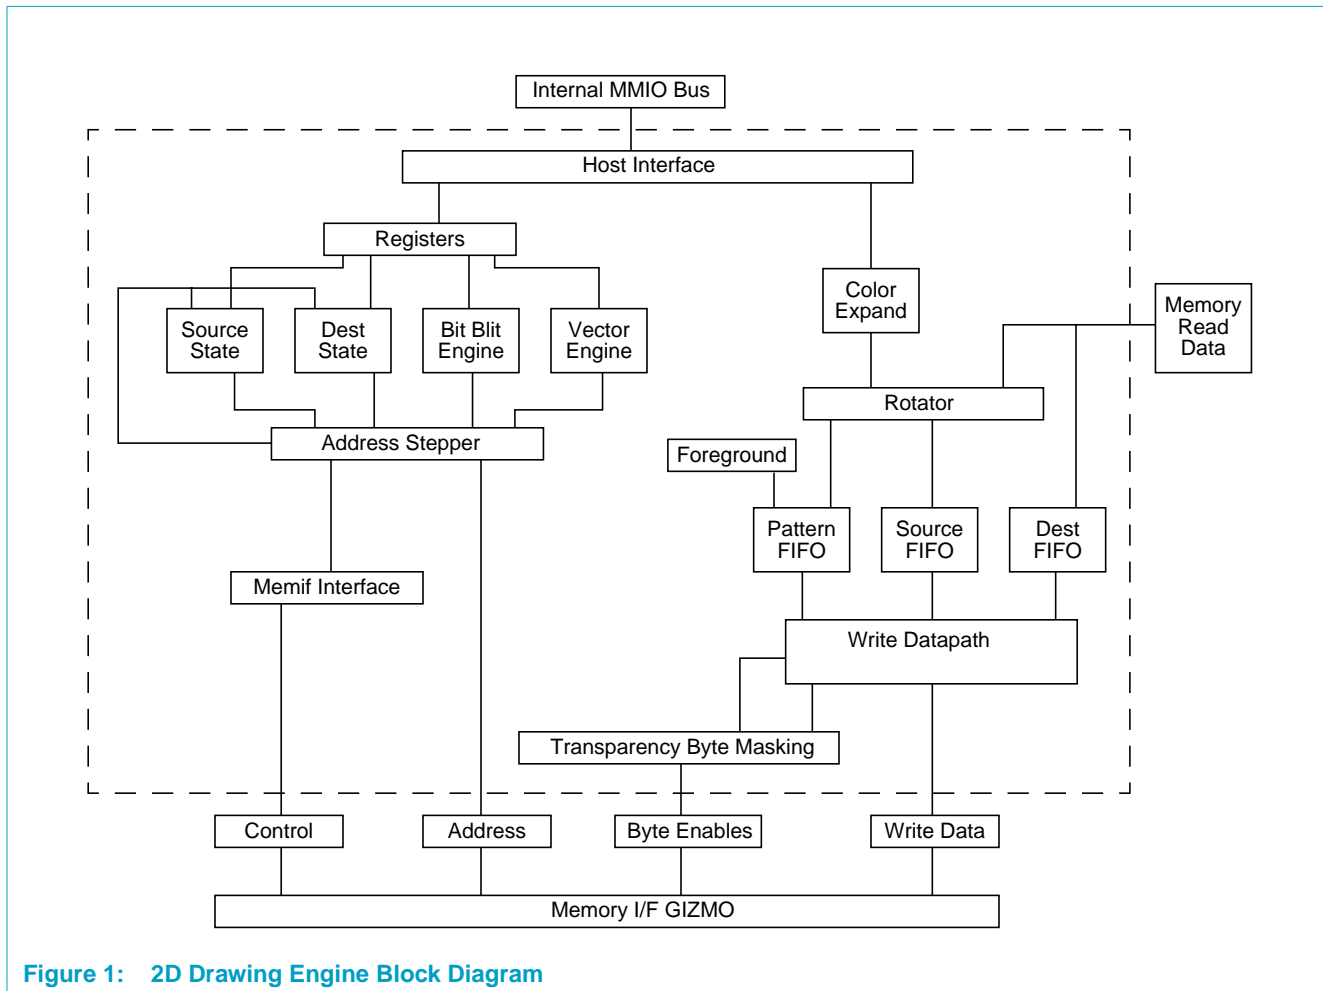 Internal MMIO Bus
Host Interface
Registers
Color
Expand
Memory
Read
Data
Source
State
Dest
State
Bit Blit
Engine
Vector
Engine
Rotator
Address Stepper
Foreground
Pattern
FIFO
Source
FIFO
Dest
FIFO
Memif Interface
Write Datapath
Transparency Byte Masking
Control
Address
Byte Enables
Write Data
Memory I/F GIZMO
Figure 1: 2D Drawing Engine Block Diagram